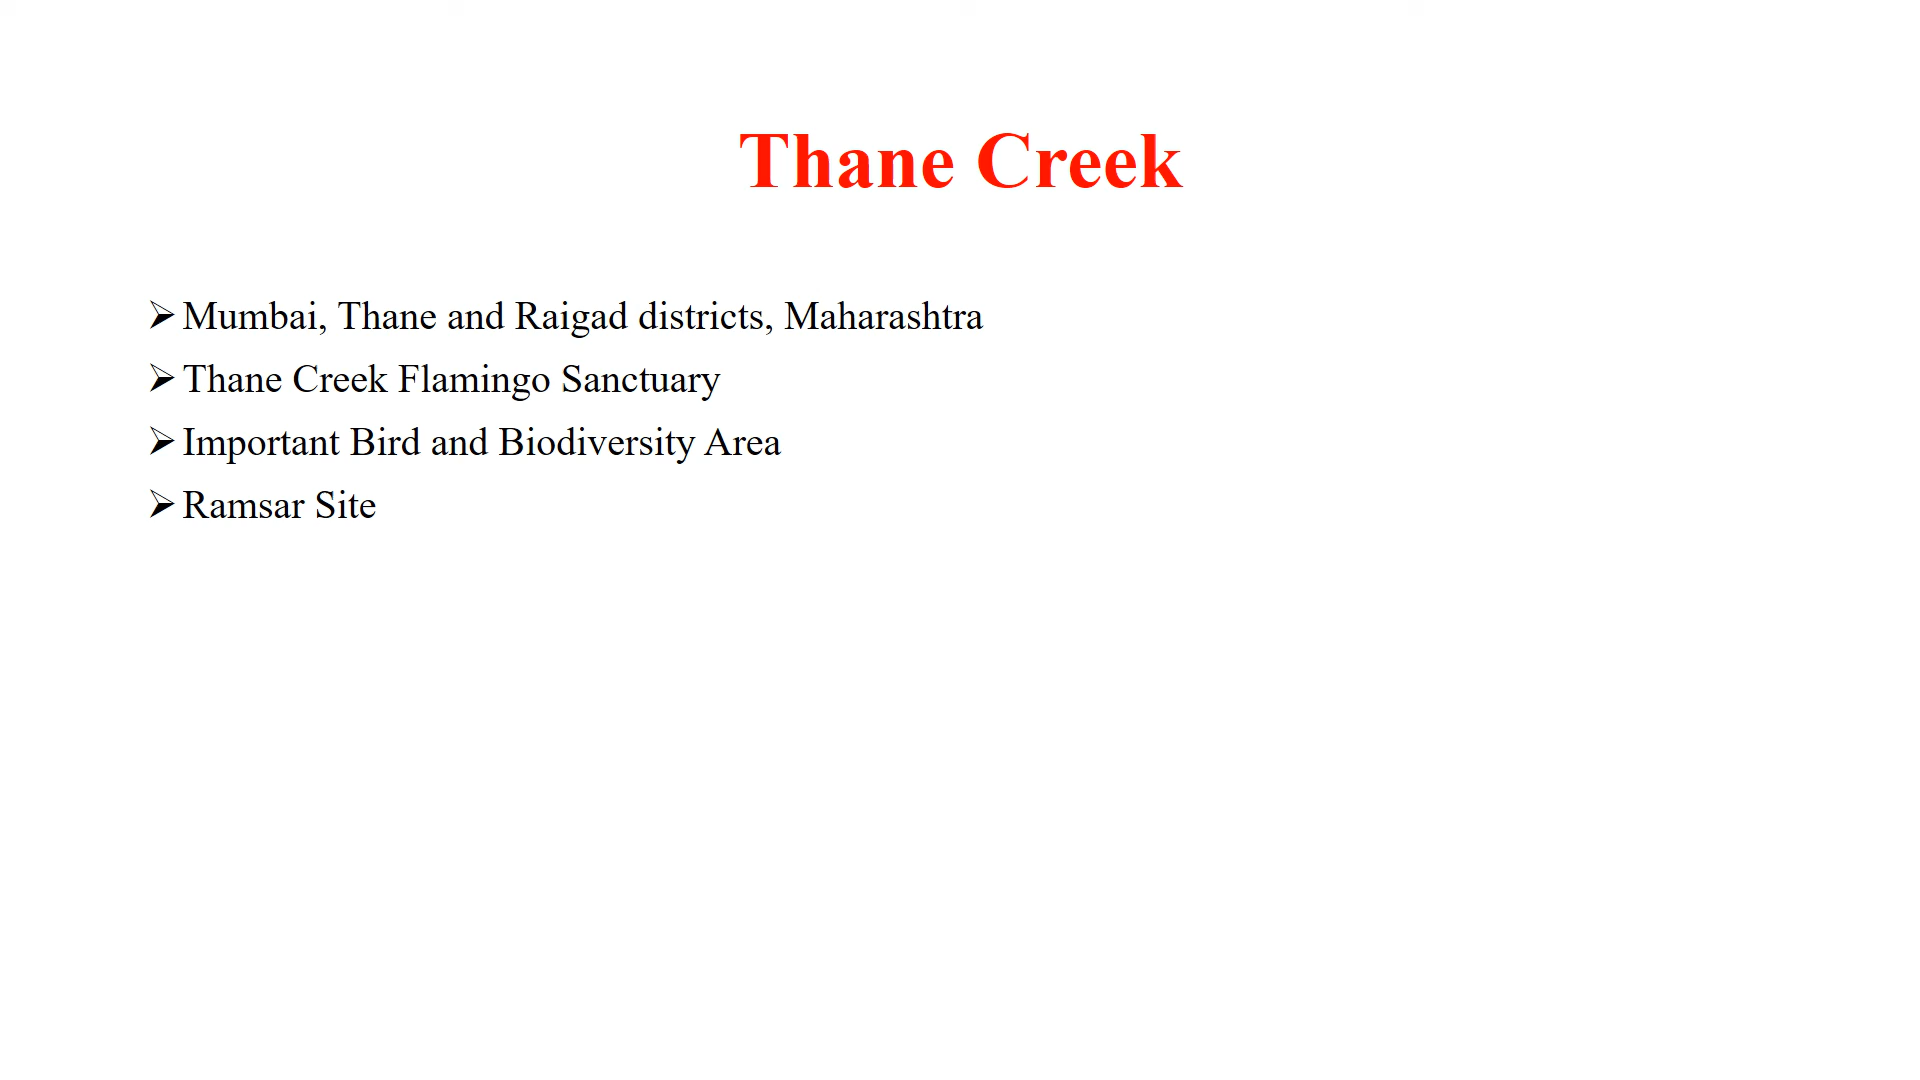 Thane Creek
➢ Mumbai, Thane and Raigad districts, Maharashtra
➢ Thane Creek Flamingo Sanctuary
➢ Important Bird and Biodiversity Area
➢ Ramsar Site